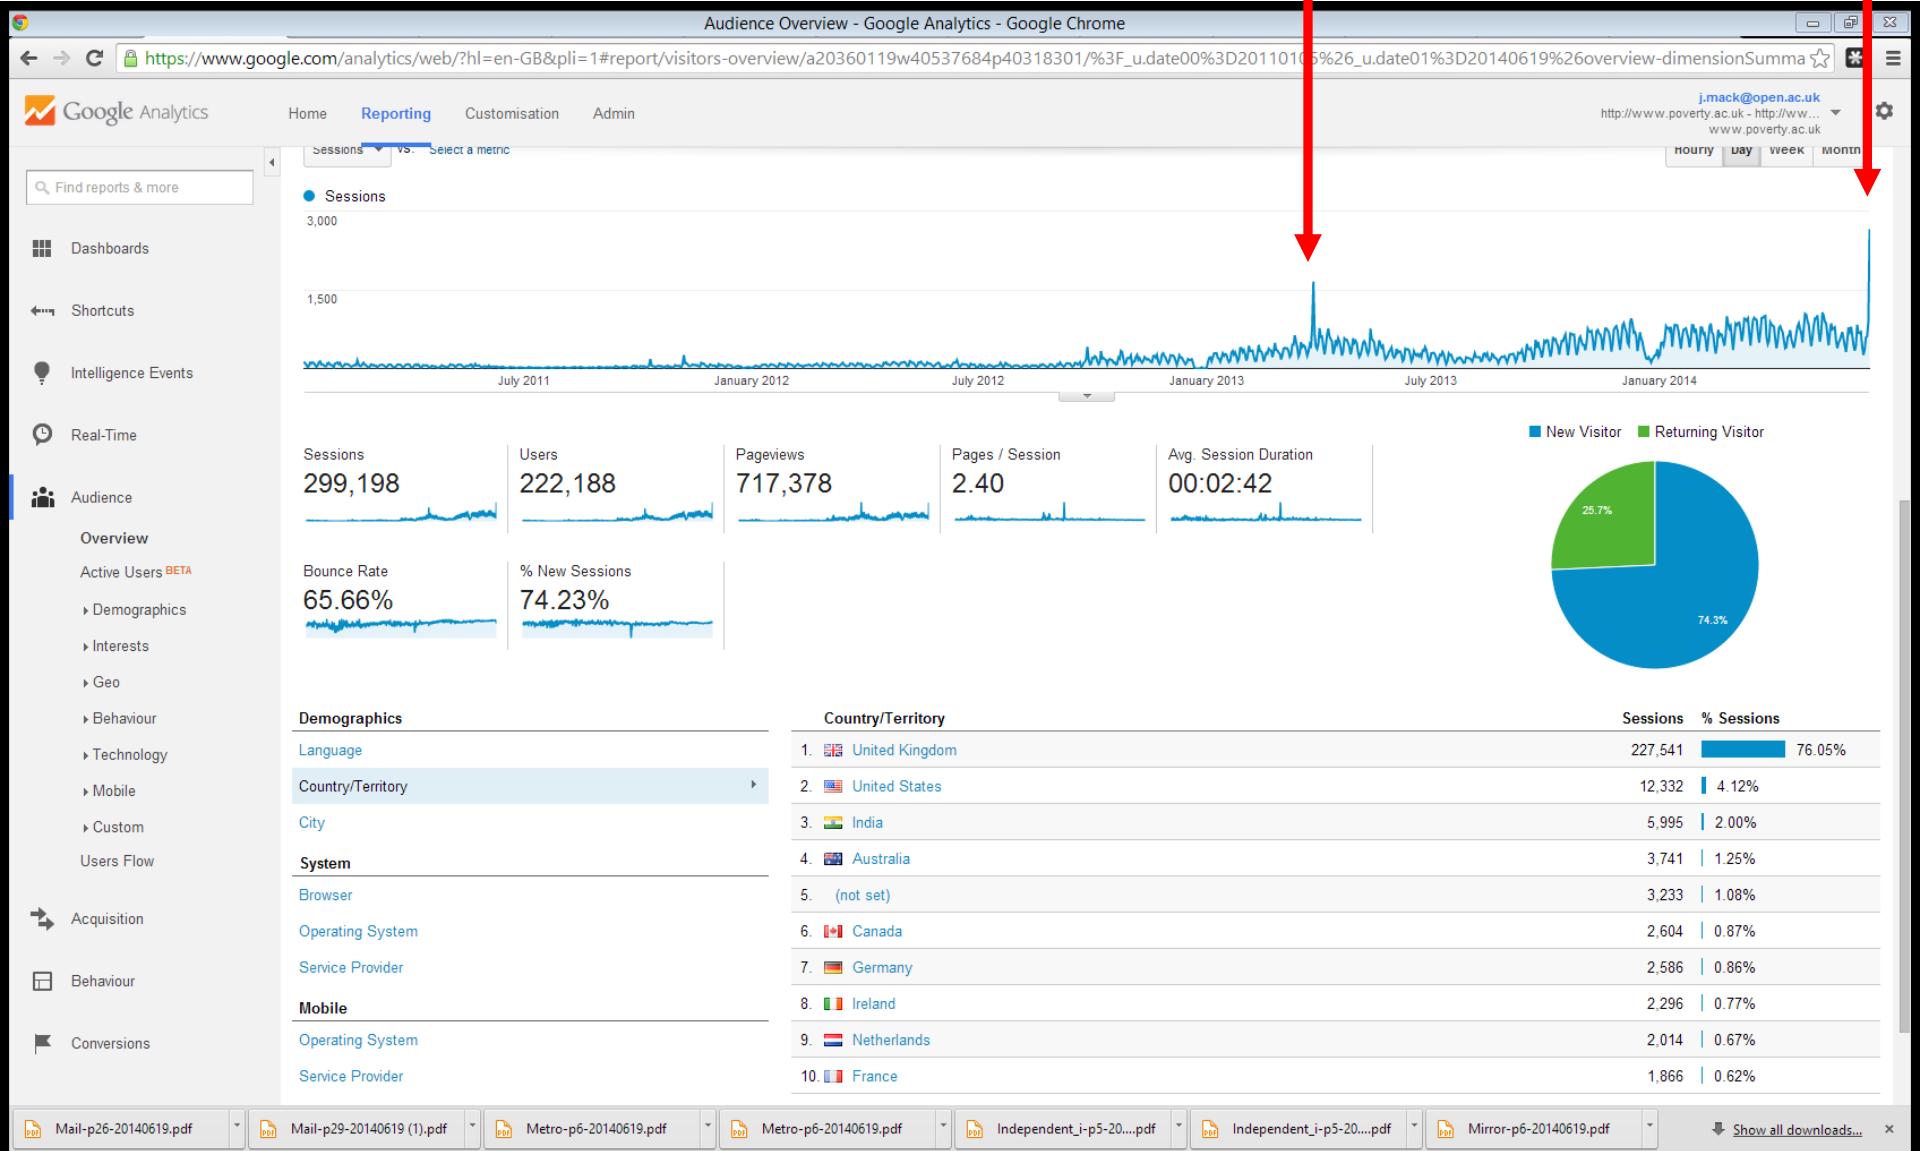 Audience Overview - Google Analytics - Google Chrome
https://www.google.com/analytics/web/?hl=en-GB&pli=1#report/visitors-overview/a20360119w40537684p40318301/%3F_u.date00%3D20110105%26_u.date01%3D20140619%26overview-dimensionSumma
Google Analytics
Home Reporting Customisation Admin
j.mack@open.ac.uk
http://www.poverty.ac.uk - http://ww...
www.poverty.ac.uk
Sessions vs. Select a metric
Hourly Day Week Month
Find reports & more
Sessions
3,000
1,500
July 2011 January 2012 July 2012 January 2013 July 2013 January 2014
Dashboards
Shortcuts
Intelligence Events
Real-Time
Audience
Overview
Active Users BETA
Demographics
Interests
Geo
Behaviour
Technology
Mobile
Custom
Users Flow
Acquisition
Behaviour
Conversions
New Visitor Returning Visitor
25.7%
74.3%
Sessions Users Pageviews Pages / Session Avg. Session Duration
299,198 222,188 717,378 2.40 00:02:42
Bounce Rate % New Sessions
65.66% 74.23%
Demographics
Language
Country/Territory
City
System
Browser
Operating System
Service Provider
Mobile
Operating System
Service Provider
Country/Territory Sessions % Sessions
1. United Kingdom 227,541 76.05%
2. United States 12,332 4.12%
3. India 5,995 2.00%
4. Australia 3,741 1.25%
5. (not set) 3,233 1.08%
6. Canada 2,604 0.87%
7. Germany 2,586 0.86%
8. Ireland 2,296 0.77%
9. Netherlands 2,014 0.67%
10. France 1,866 0.62%
Mail-p26-20140619.pdf Mail-p29-20140619 (1).pdf Metro-p6-20140619.pdf Metro-p6-20140619.pdf Independent_i-p5-20....pdf Independent_i-p5-20....pdf Mirror-p6-20140619.pdf Show all downloads...